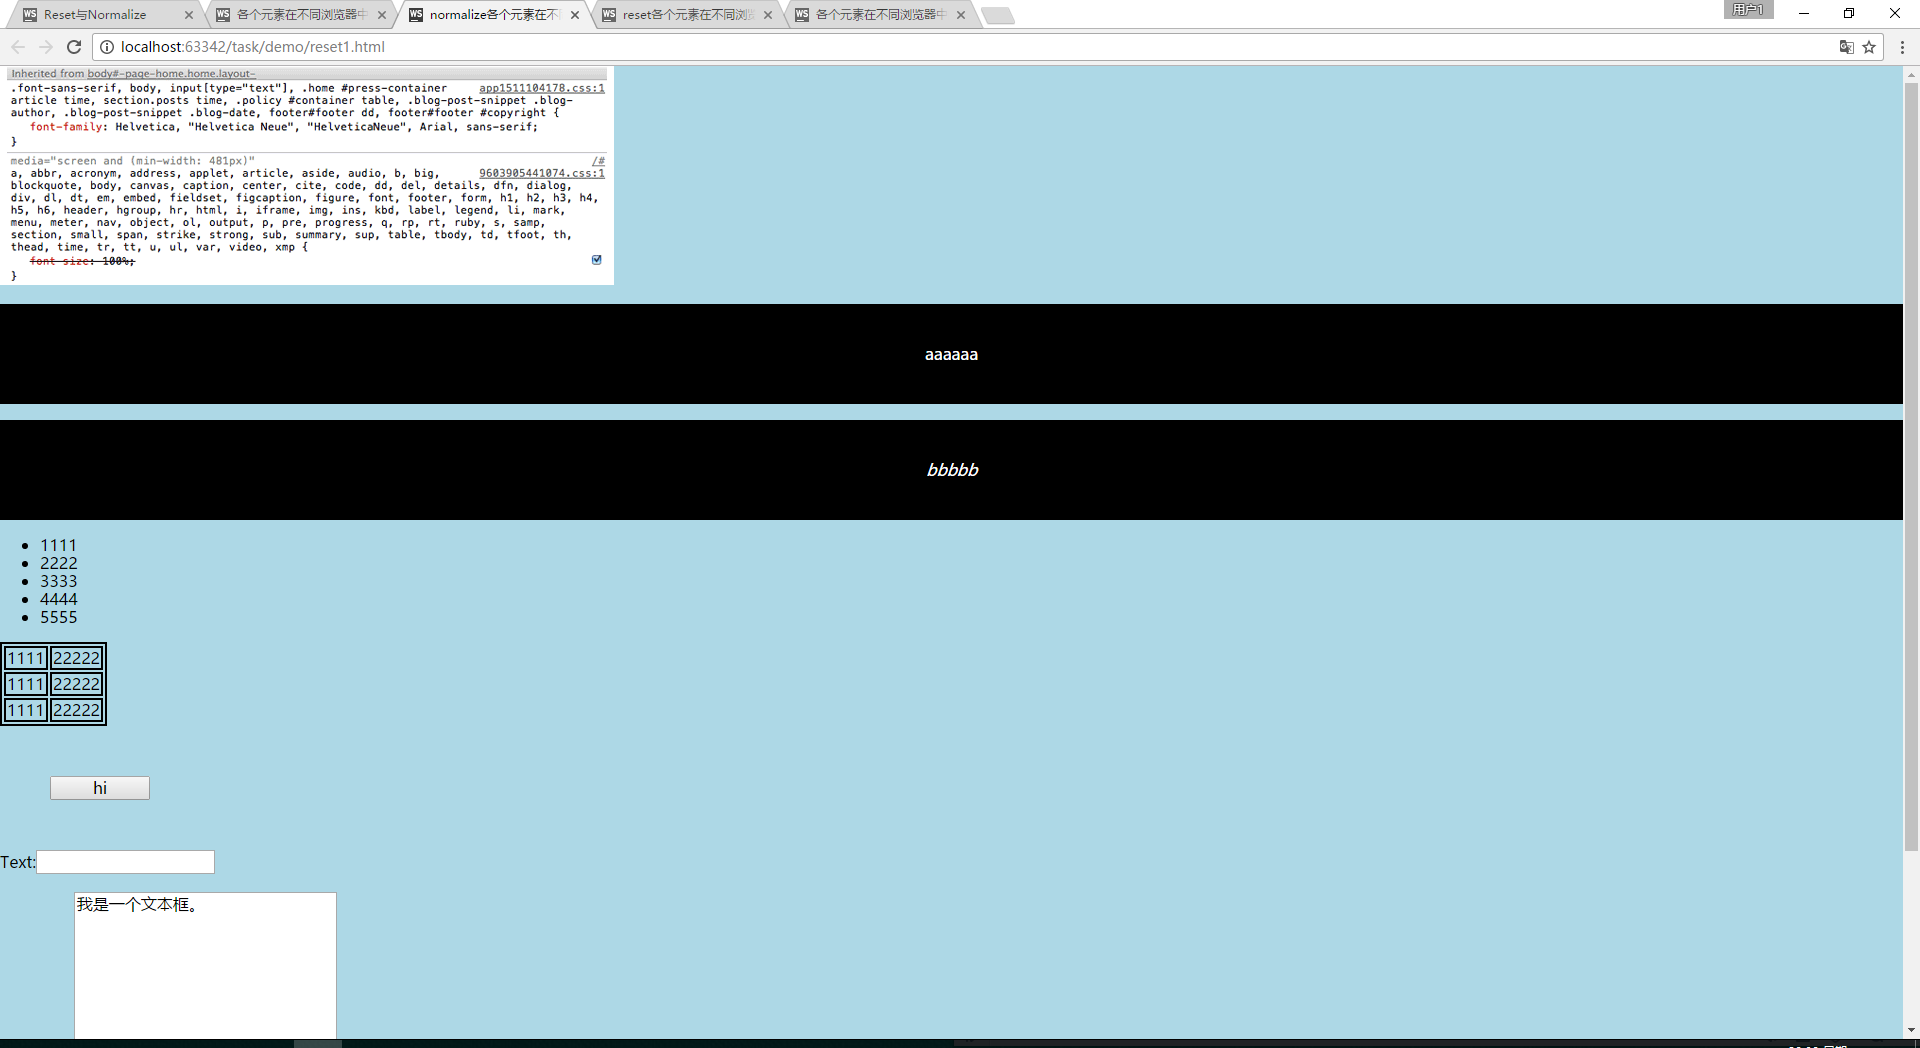 Reset与Normalize
各个元素在不同浏览器中
normalize各个元素在不
reset各个元素在不同浏
各个元素在不同浏览器中
用户1
localhost:63342/task/demo/reset1.html
Inherited from body#-page-home.home.layout-
.font-sans-serif, body, input[type="text"], .home #press-container app1511104178.css:1
article time, section.posts time, .policy #container table, .blog-post-snippet .blog-
author, .blog-post-snippet .blog-date, footer#footer dd, footer#footer #copyright {
font-family: Helvetica, "Helvetica Neue", "HelveticaNeue", Arial, sans-serif;
}
media="screen and (min-width: 481px)" /#
a, abbr, acronym, address, applet, article, aside, audio, b, big, 9603905441074.css:1
blockquote, body, canvas, caption, center, cite, code, dd, del, details, dfn, dialog,
div, dl, dt, em, embed, fieldset, figcaption, figure, font, footer, form, h1, h2, h3, h4,
h5, h6, header, hgroup, hr, html, i, iframe, img, ins, kbd, label, legend, li, mark,
menu, meter, nav, object, ol, output, p, pre, progress, q, rp, rt, ruby, s, samp,
section, small, span, strike, strong, sub, summary, sup, table, tbody, td, tfoot, th,
thead, time, tr, tt, u, ul, var, video, xmp {
font-size: 100%;
}
aaaaaa
bbbbb
1111
2222
3333
4444
5555
1111 22222
1111 22222
1111 22222
hi
Text:
我是一个文本框。